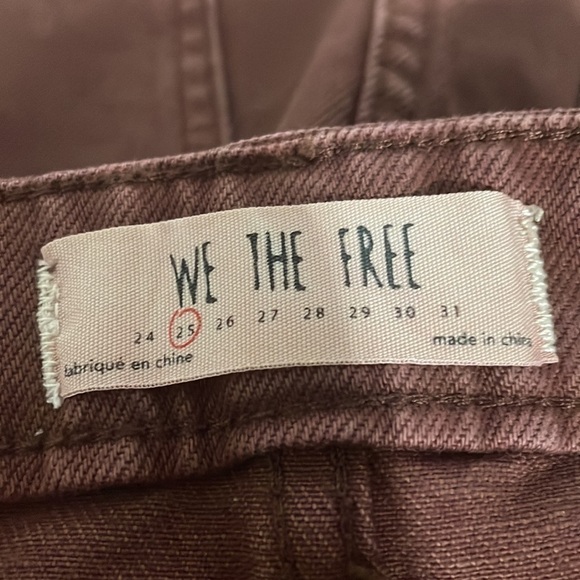 WE THE FREE
24 25 26 27 28 29 30 31
fabriqué en chine
made in china